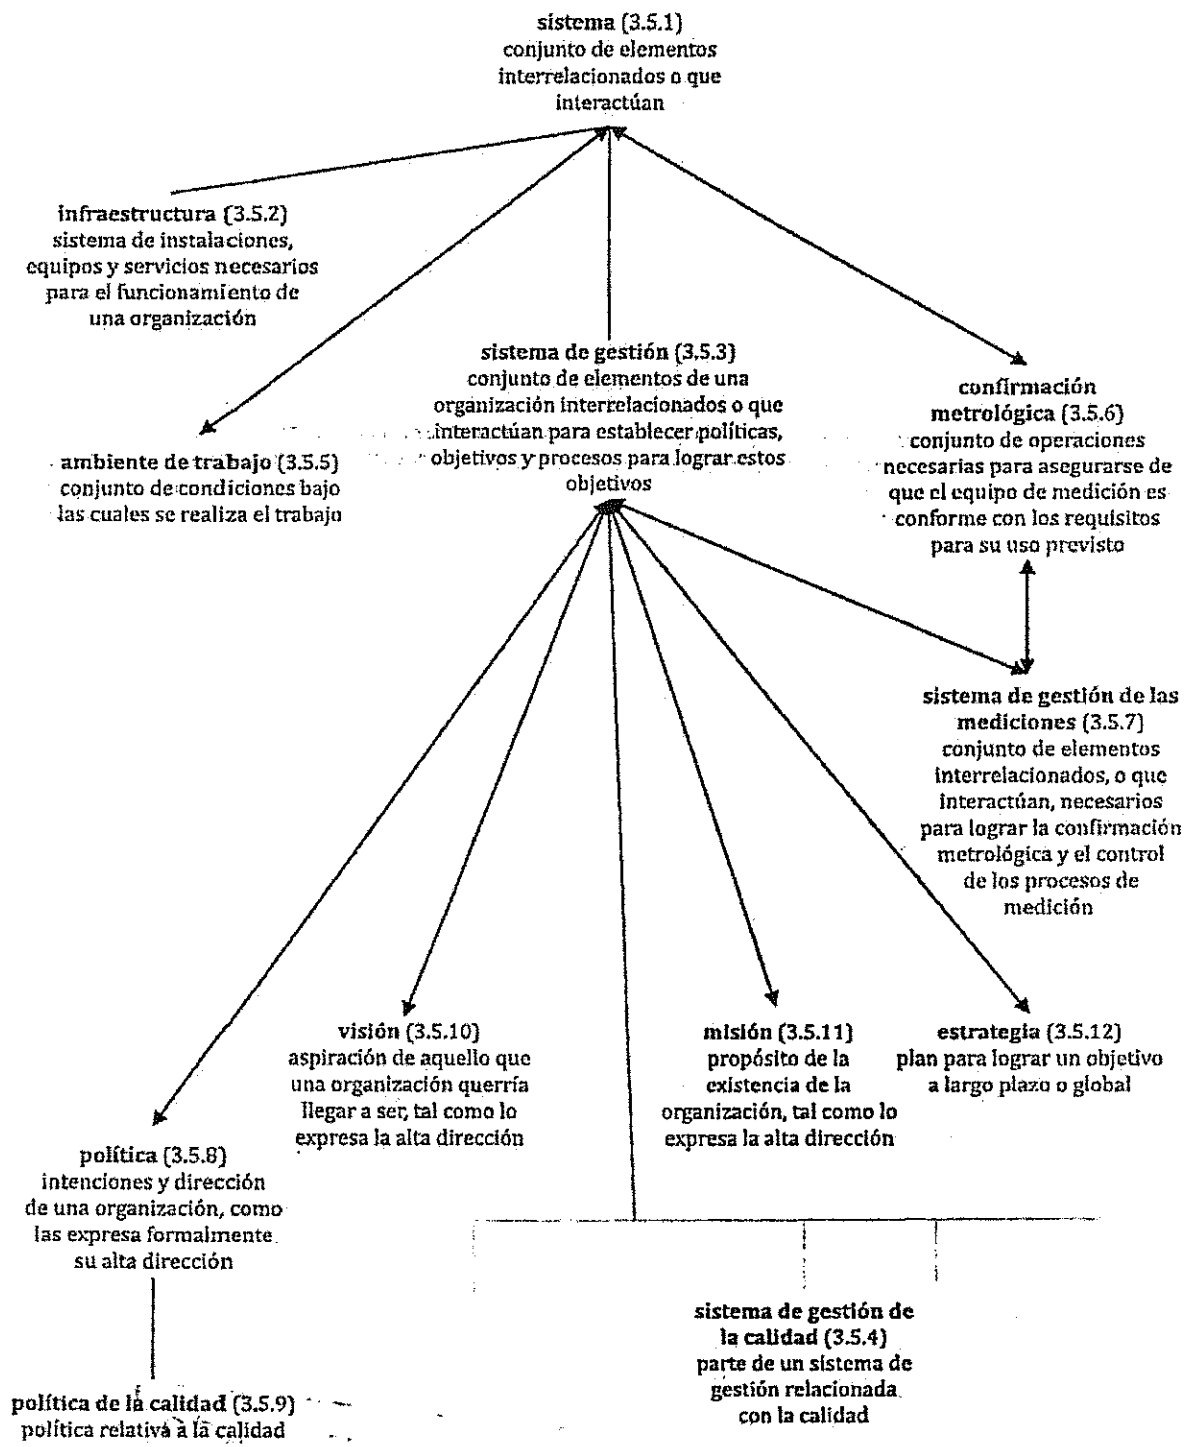 sistema (3.5.1)
conjunto de elementos
interrelacionados o que
interactúan
infraestructura (3.5.2)
sistema de instalaciones,
equipos y servicios necesarios
para el funcionamiento de
una organización
sistema de gestión (3.5.3)
conjunto de elementos de una
organización interrelacionados o que
interactúan para establecer políticas,
objetivos y procesos para lograr estos
objetivos
confirmación
metrológica (3.5.6)
conjunto de operaciones
necesarias para asegurarse de
que el equipo de medición es
conforme con los requisitos
para su uso previsto
ambiente de trabajo (3.5.5)
conjunto de condiciones bajo
las cuales se realiza el trabajo
sistema de gestión de las
mediciones (3.5.7)
conjunto de elementos
interrelacionados, o que
interactúan, necesarios
para lograr la confirmación
metrológica y el control
de los procesos de
medición
visión (3.5.10)
aspiración de aquello que
una organización querría
llegar a ser, tal como lo
expresa la alta dirección
misión (3.5.11)
propósito de la
existencia de la
organización, tal como lo
expresa la alta dirección
estrategia (3.5.12)
plan para lograr un objetivo
a largo plazo o global
política (3.5.8)
intenciones y dirección
de una organización, como
las expresa formalmente
su alta dirección
sistema de gestión de
la calidad (3.5.4)
parte de un sistema de
gestión relacionada
con la calidad
política de la calidad (3.5.9)
política relativa a la calidad